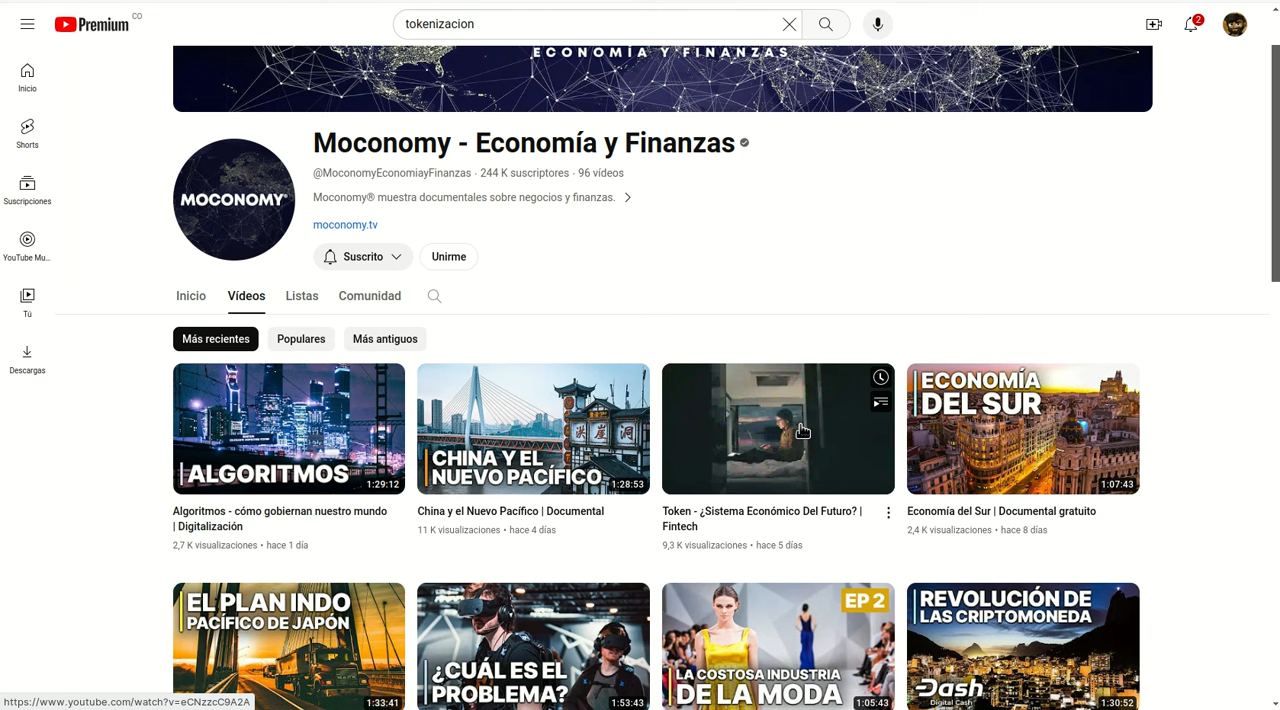 Premium CO
tokenizacion
2
ECONOMÍA Y FINANZAS
Inicio
Shorts
Suscripciones
YouTube Mu...
Tú
Descargas
MOCONOMY®
Moconomy - Economía y Finanzas
@MoconomyEconomiayFinanzas · 244 K suscriptores · 96 vídeos
Moconomy® muestra documentales sobre negocios y finanzas.
moconomy.tv
Suscrito
Unirme
Inicio Vídeos Listas Comunidad
Más recientes Populares Más antiguos
ALGORITMOS
1:29:12
Algoritmos - cómo gobiernan nuestro mundo
| Digitalización
2,7 K visualizaciones • hace 1 día
CHINA Y EL
NUEVO PACÍFICO
1:28:53
China y el Nuevo Pacífico | Documental
11 K visualizaciones • hace 4 días
Token - ¿Sistema Económico Del Futuro? |
Fintech
9,3 K visualizaciones • hace 5 días
ECONOMÍA
DEL SUR
1:07:43
Economía del Sur | Documental gratuito
2,4 K visualizaciones • hace 8 días
EL PLAN INDO
PACÍFICO DE JAPÓN
1:33:41
¿CUÁL ES EL
PROBLEMA?
1:53:43
EP 2
LA COSTOSA INDUSTRIA
DE LA MODA
1:05:43
REVOLUCIÓN DE
LAS CRIPTOMONEDA
Dash
Digital Cash
1:30:52
https://www.youtube.com/watch?v=eCNzzcC9A2A